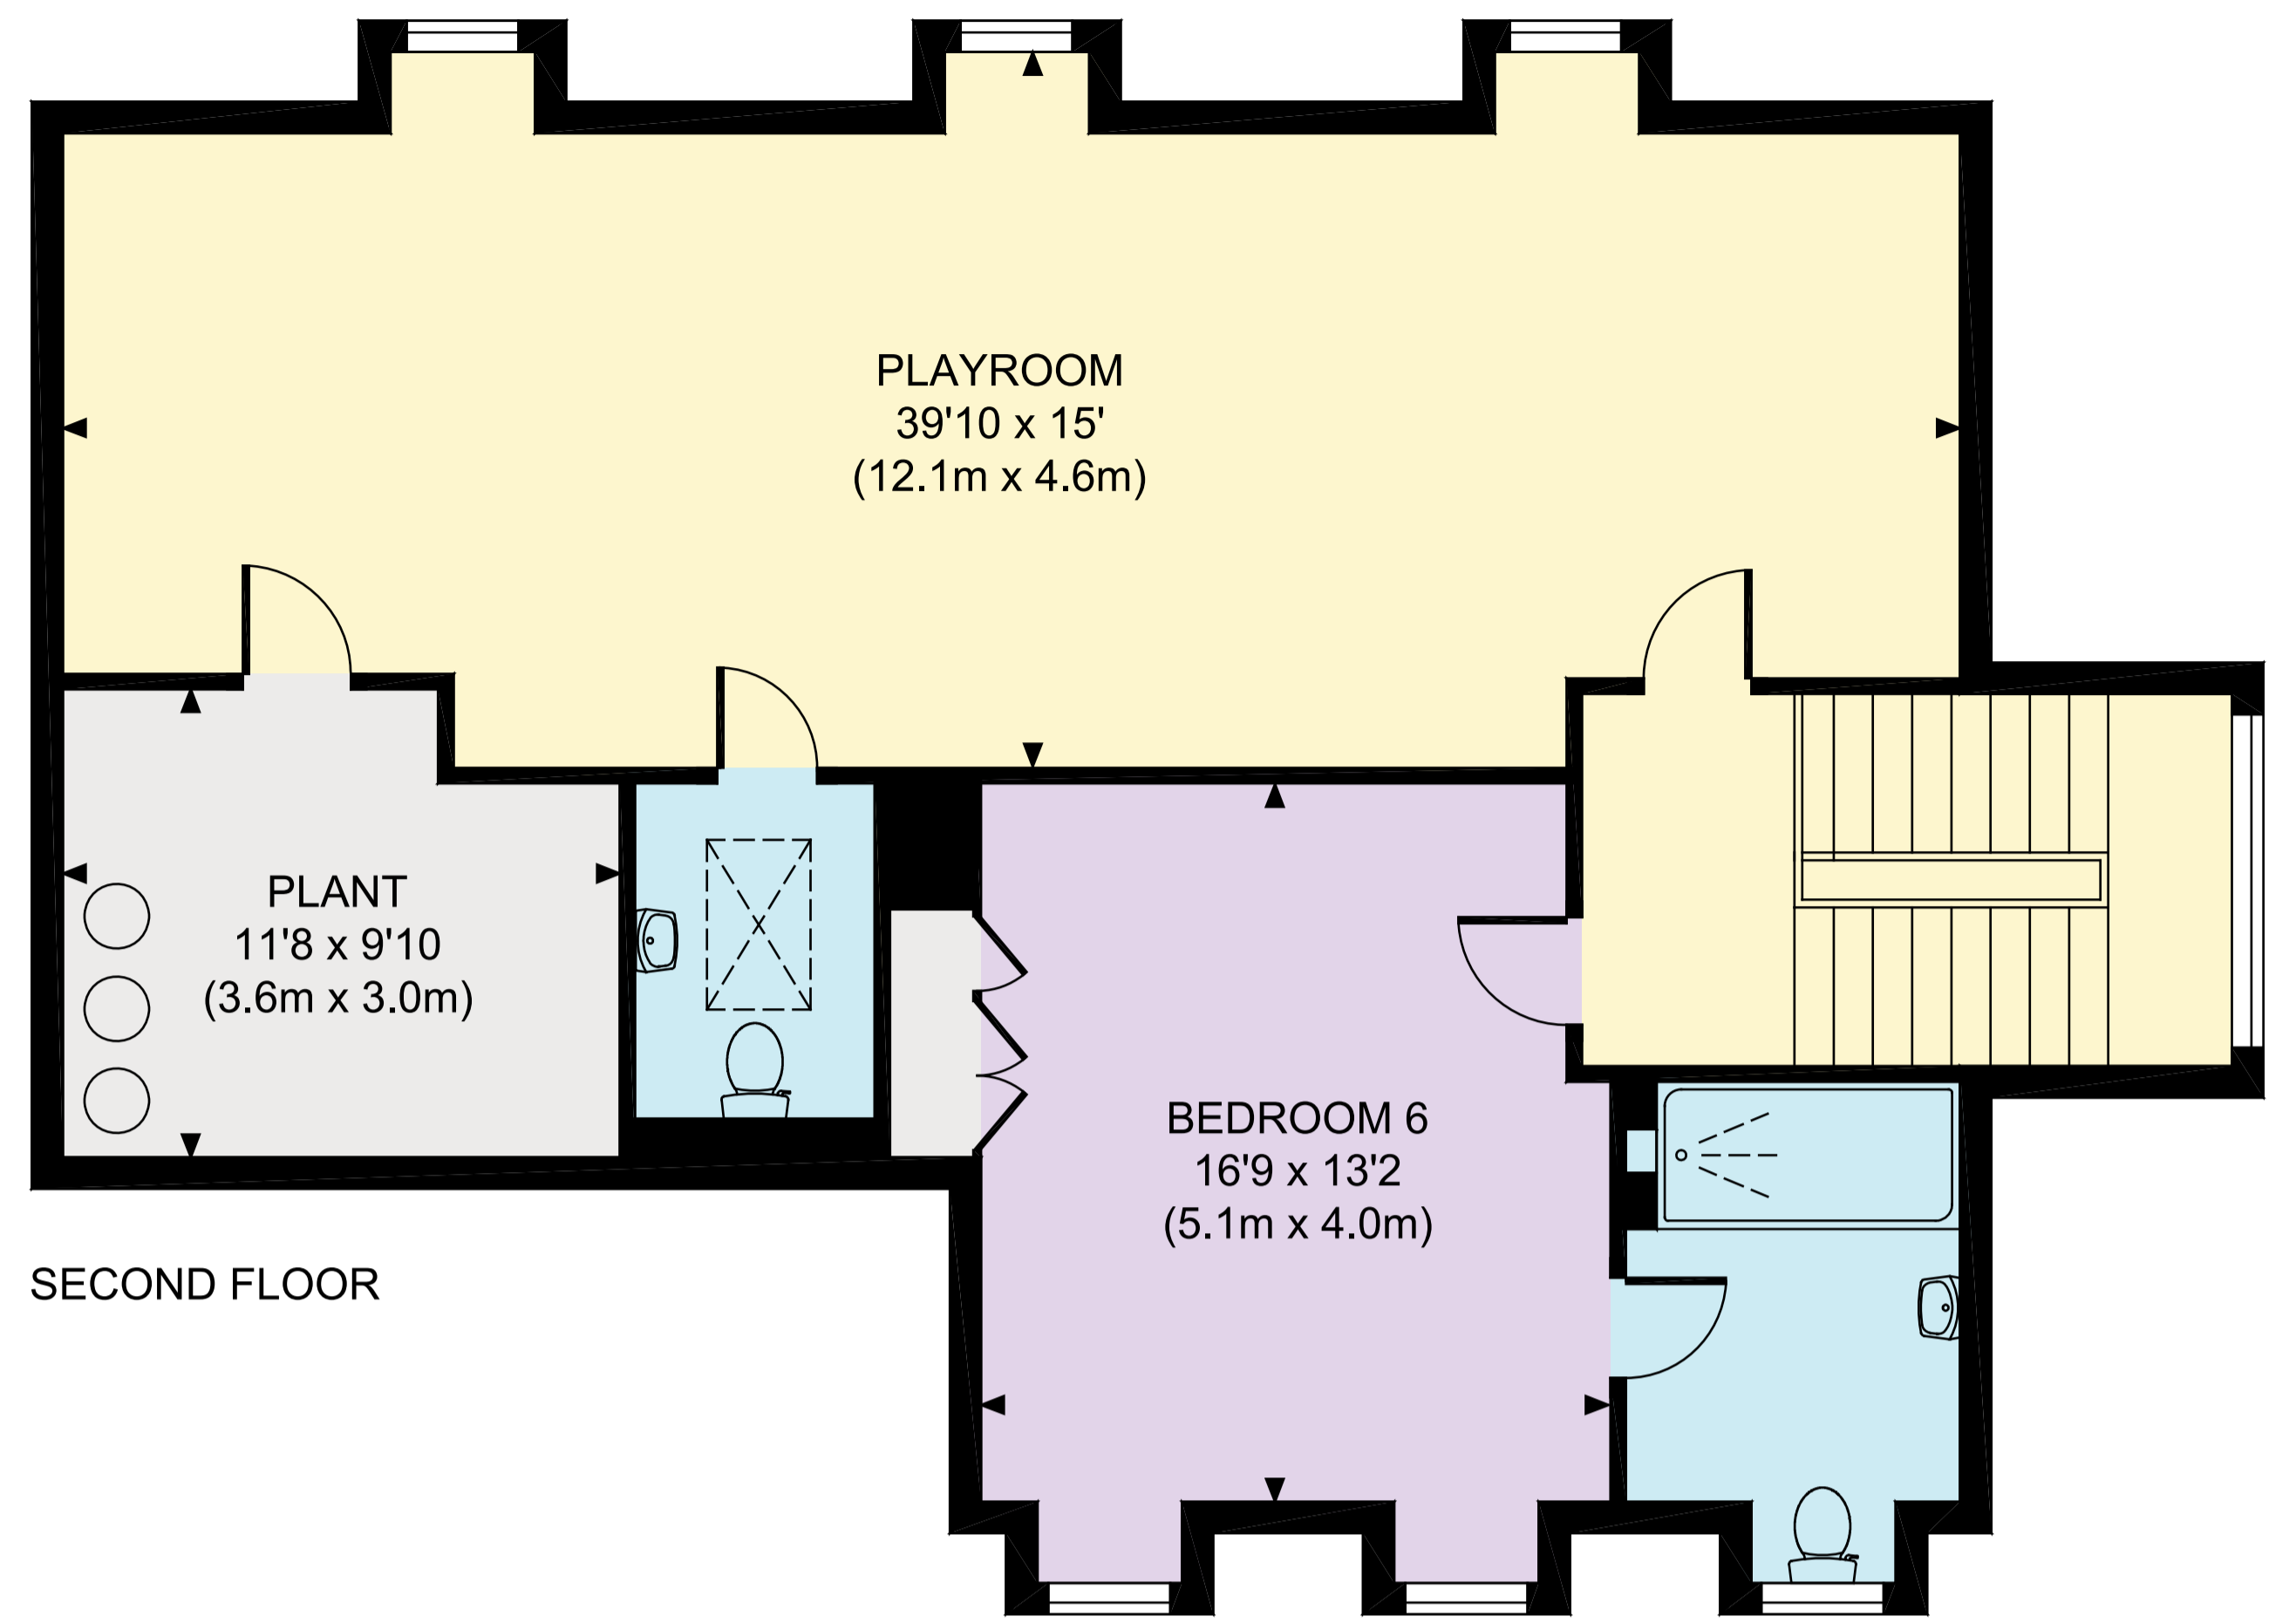 PLAYROOM
39'10 x 15'
(12.1m x 4.6m)
PLANT
11'8 x 9'10
(3.6m x 3.0m)
BEDROOM 6
16'9 x 13'2
(5.1m x 4.0m)
SECOND FLOOR